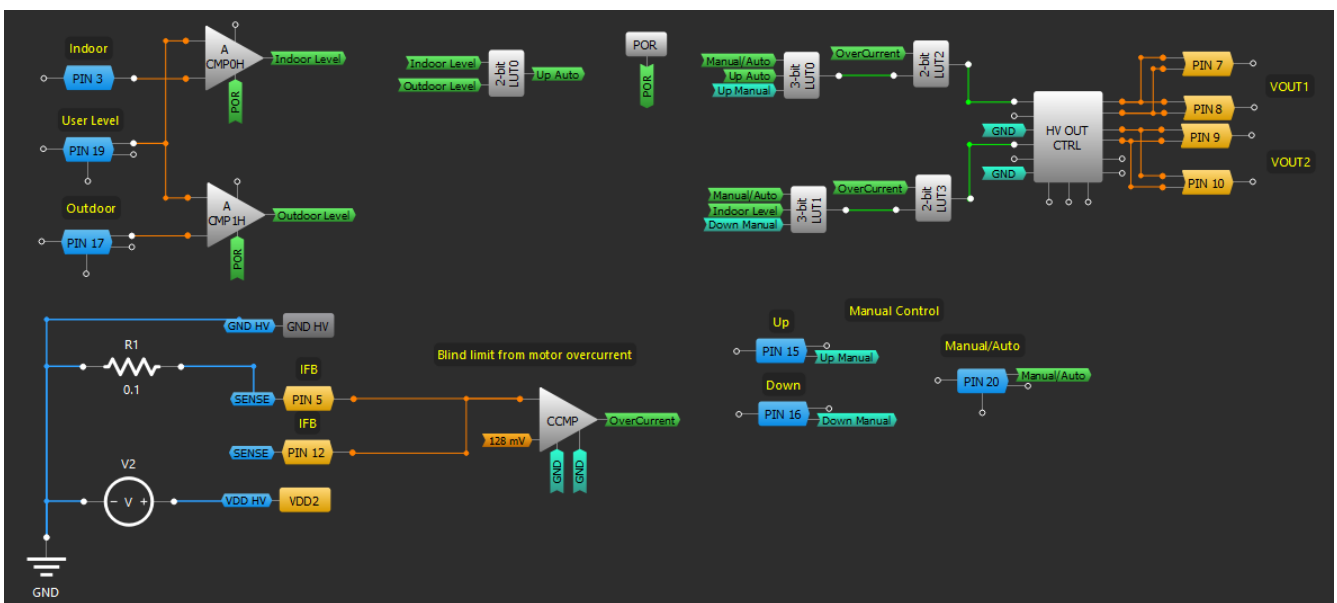 Indoor
PIN 3
A
CMP0H
Indoor Level
POR
User Level
PIN 19
Outdoor
PIN 17
A
CMP1H
Outdoor Level
POR
Indoor Level
Outdoor Level
2-bit
LUT0
Up Auto
POR
POR
Manual/Auto
Up Auto
Up Manual
3-bit
LUT0
OverCurrent
2-bit
LUT2
Manual/Auto
Indoor Level
Down Manual
3-bit
LUT1
OverCurrent
2-bit
LUT3
GND
GND
HV OUT
CTRL
PIN 7
PIN 8
VOUT1
PIN 9
PIN 10
VOUT2
GND HV
GND HV
R1
0.1
IFB
SENSE
PIN 5
IFB
SENSE
PIN 12
V2
V
VDD HV
VDD2
GND
Blind limit from motor overcurrent
128 mV
CCMP
OverCurrent
GND
GND
Manual Control
Up
PIN 15
Up Manual
Down
PIN 16
Down Manual
Manual/Auto
PIN 20
Manual/Auto